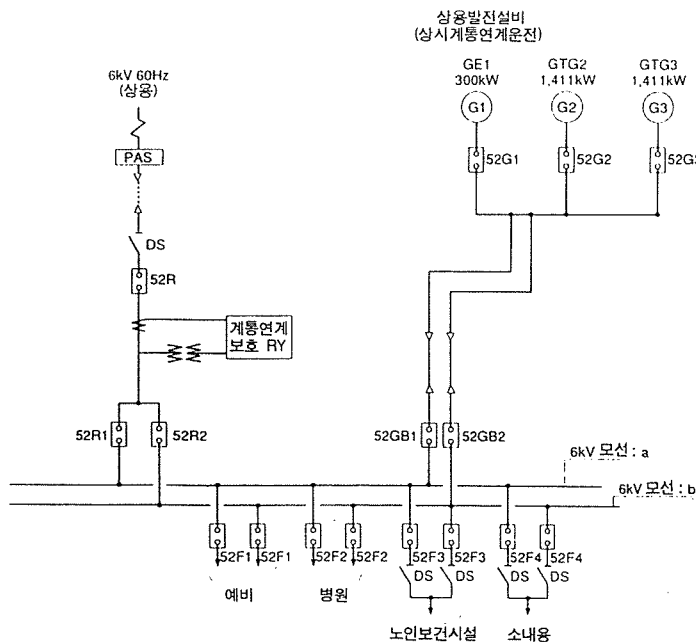 상용발전설비
(상시계통연계운전)
6kV 60Hz
(상용)
GE1
300kW
GTG2
1,411kW
GTG3
1,411kW
G1
G2
G3
PAS
52G1
52G2
52G3
DS
52R
계통연계
보호 RY
52R1
52R2
52GB1
52GB2
6kV 모선 : a
6kV 모선 : b
52F1
52F1
52F2
52F2
52F3
52F3
52F4
52F4
DS
DS
DS
DS
예비
병원
노인보건시설
소내용